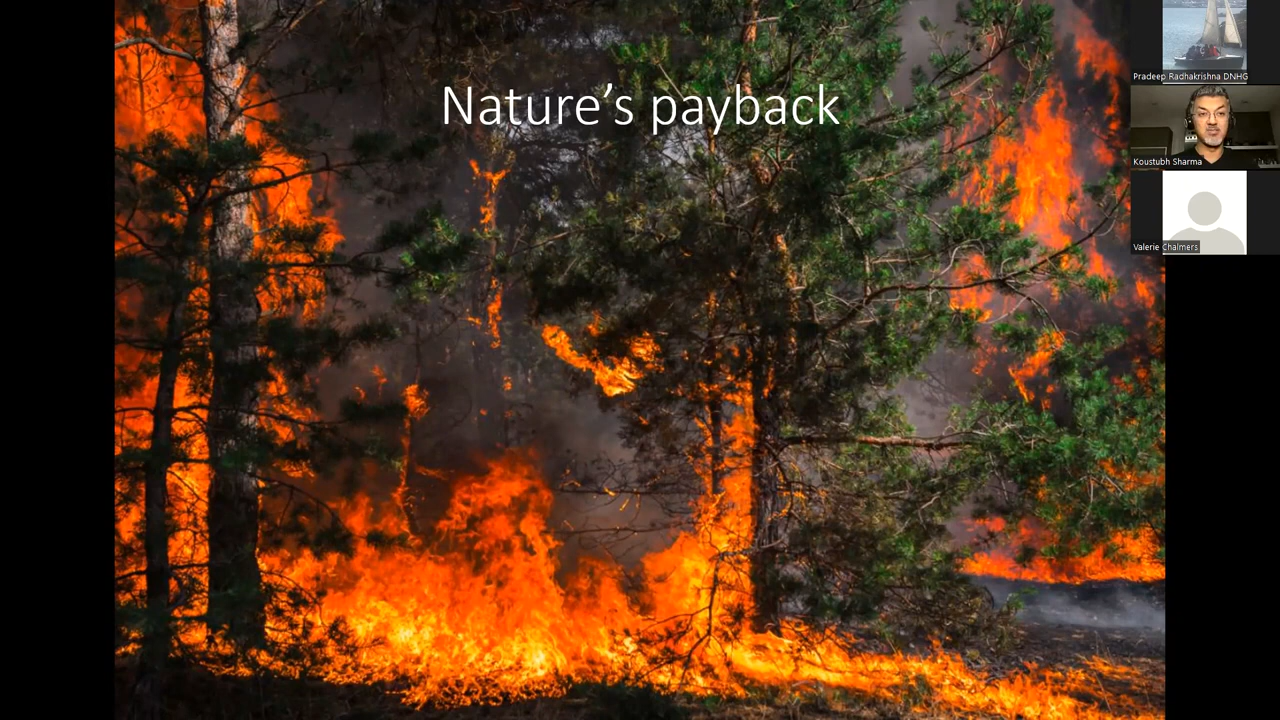 Nature’s payback
Pradeep Radhakrishna DNHG
Koustubh Sharma
Valerie Chalmers